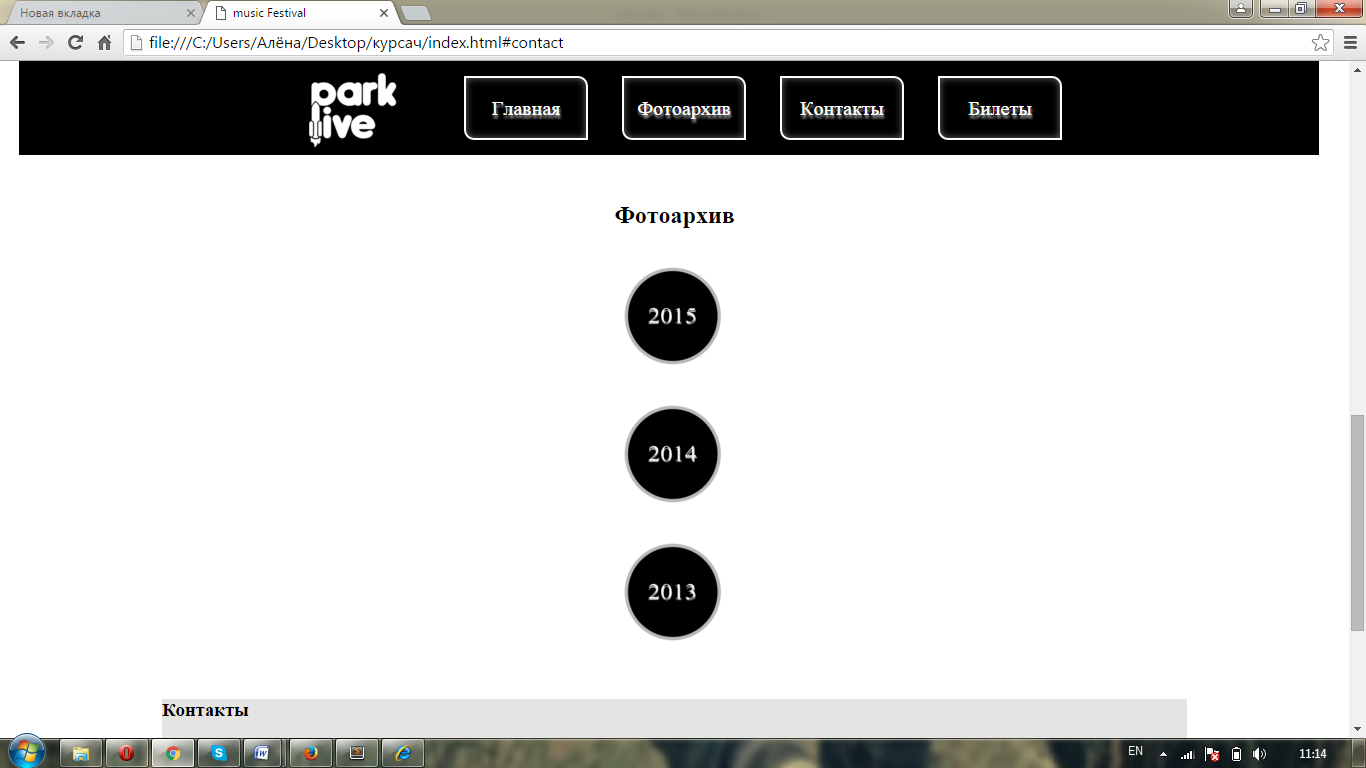 Новая вкладка
music Festival
file:///C:/Users/Алёна/Desktop/курсач/index.html#contact
park live
Главная
Фотоархив
Контакты
Билеты
Фотоархив
2015
2014
2013
Контакты
EN
11:14